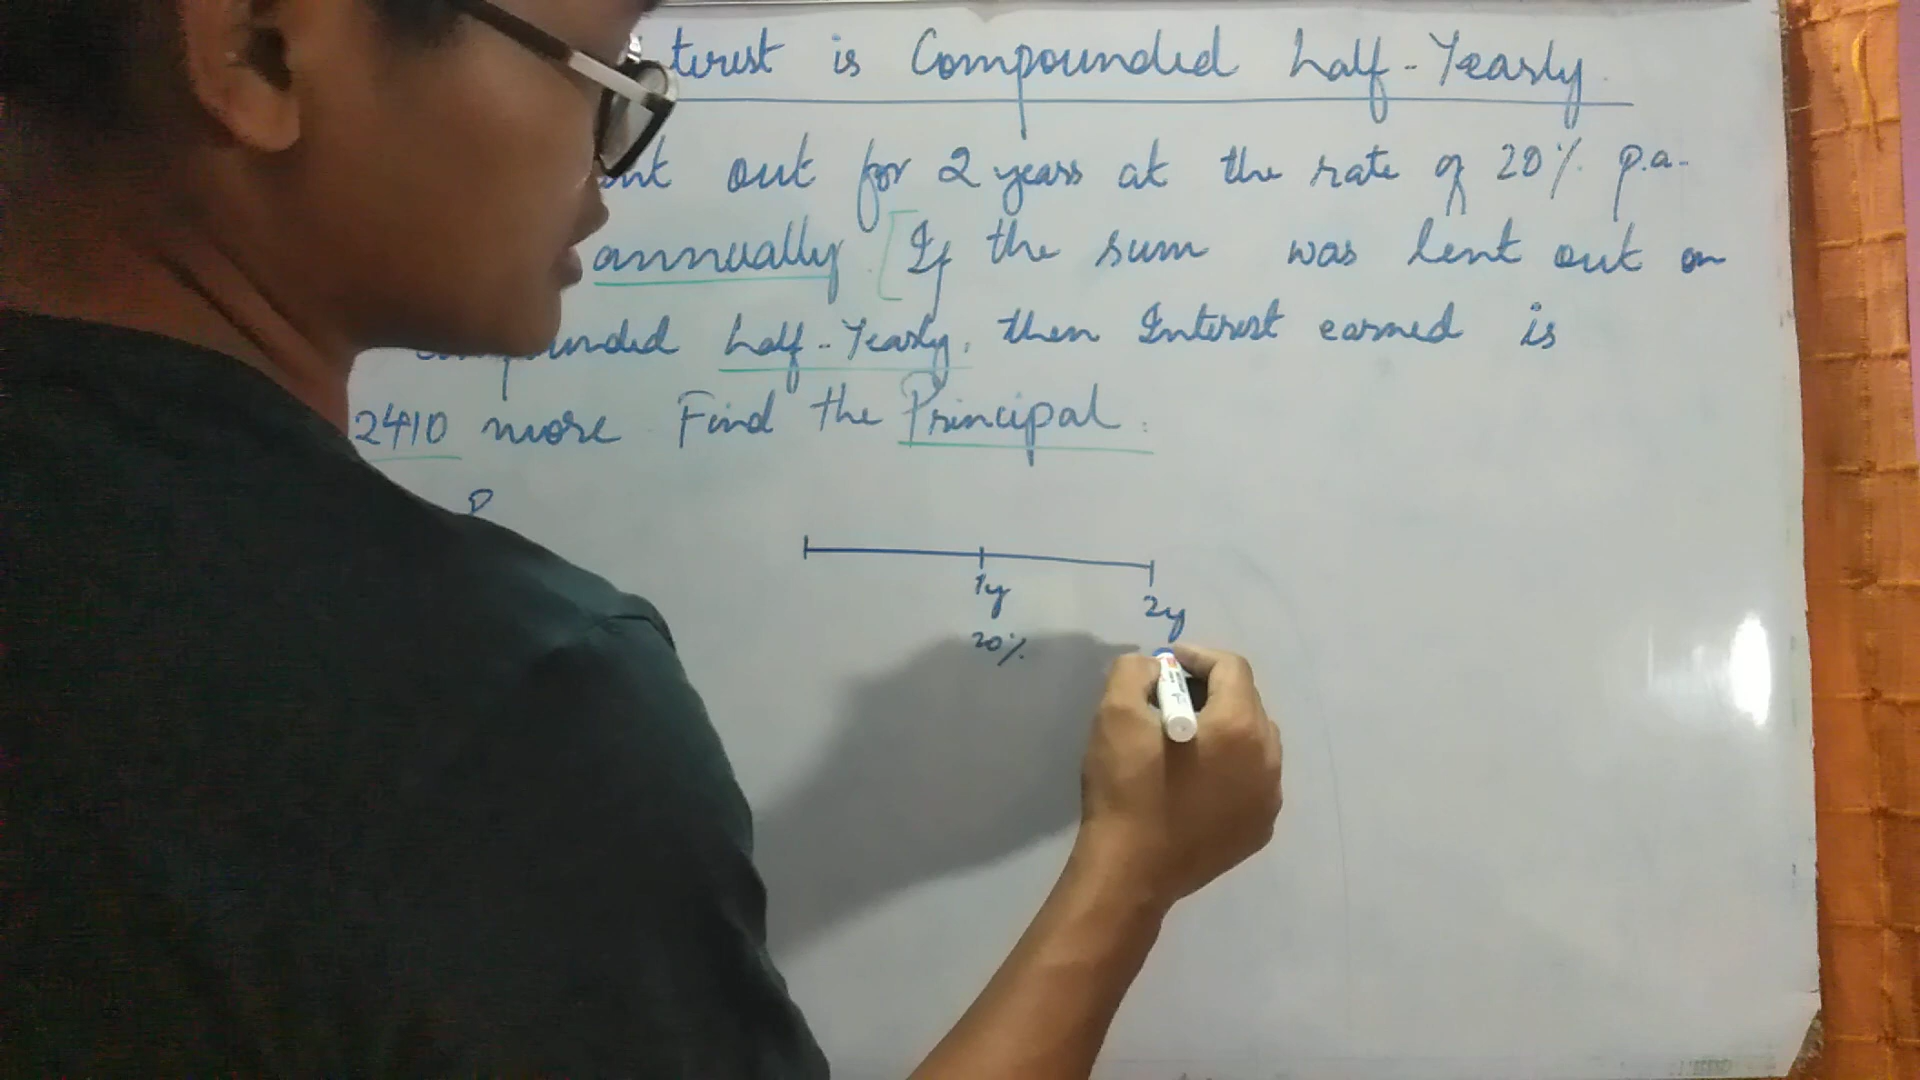 is Compounded half-Yearly
out for 2 years at the rate of 20% p.a.
annually. [If the sum was lent out on
half-Yearly, then Interest earned is
2410 more Find the Principal.
P
1y 2y
20%